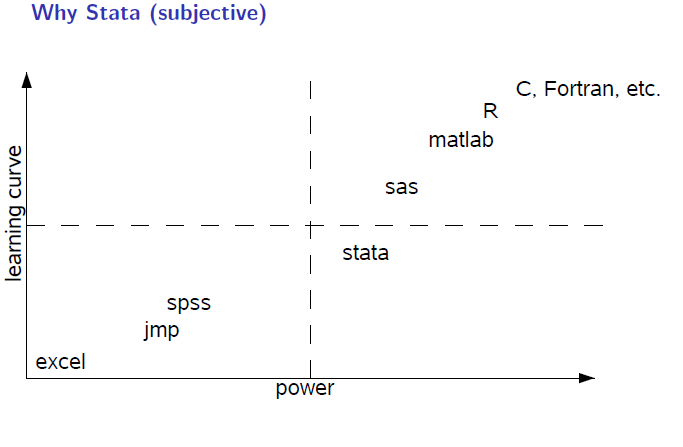 Why Stata (subjective)
C, Fortran, etc.
R
matlab
sas
learning curve
stata
spss
jmp
excel
power